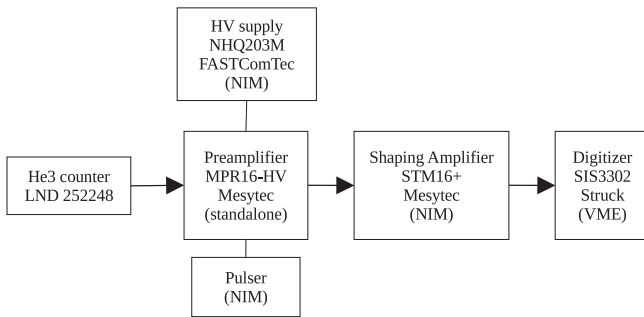 HV supply
NHQ203M
FASTComTec
(NIM)
He3 counter
LND 252248
Preamplifier
MPR16-HV
Mesytec
(standalone)
Shaping Amplifier
STM16+
Mesytec
(NIM)
Digitizer
SIS3302
Struck
(VME)
Pulser
(NIM)